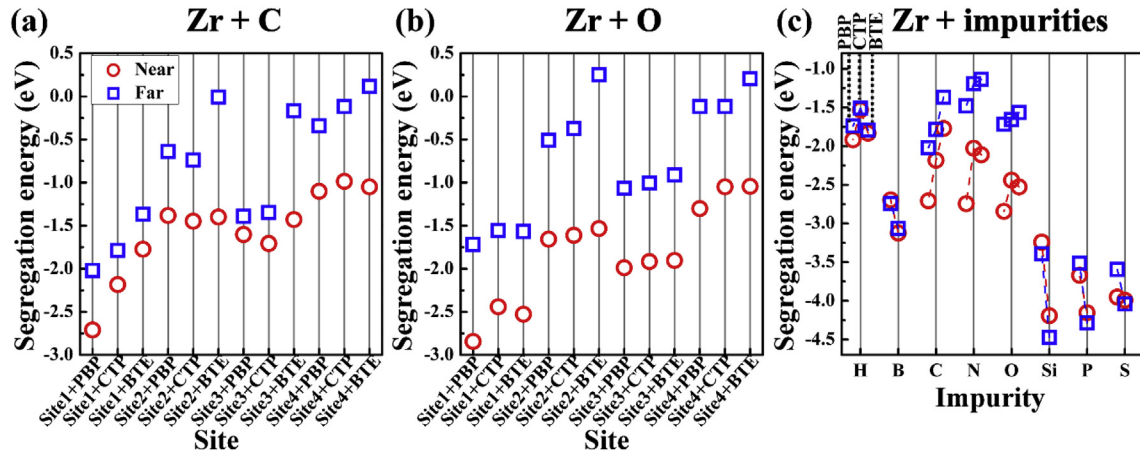 (a) Zr + C
Segregation energy (eV)
0.5
0.0
-0.5
-1.0
-1.5
-2.0
-2.5
-3.0
Near
Far
Site1+PBP
Site1+CTP
Site1+BTE
Site2+PBP
Site2+CTP
Site2+BTE
Site3+PBP
Site3+CTP
Site3+BTE
Site4+PBP
Site4+CTP
Site4+BTE
Site
(b) Zr + O
Segregation energy (eV)
0.5
0.0
-0.5
-1.0
-1.5
-2.0
-2.5
-3.0
Site1+PBP
Site1+CTP
Site1+BTE
Site2+PBP
Site2+CTP
Site2+BTE
Site3+PBP
Site3+CTP
Site3+BTE
Site4+PBP
Site4+CTP
Site4+BTE
Site
(c) Zr + impurities
PBP
CTP
BTE
Segregation energy (eV)
-1.0
-1.5
-2.0
-2.5
-3.0
-3.5
-4.0
-4.5
H B C N O Si P S
Impurity